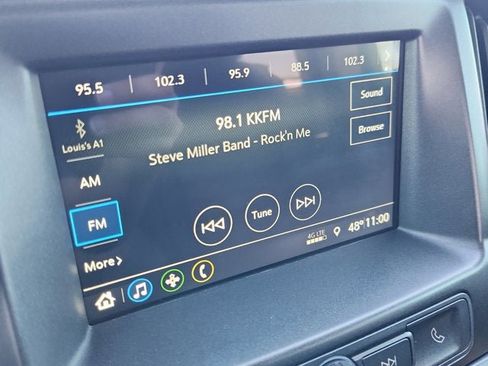 95.5 102.3 95.9 88.5 102.3
Sound
98.1 KKFM
Louis's A1
Steve Miller Band - Rock'n Me
Browse
AM
FM
Tune
More
4G LTE
48° 11:00